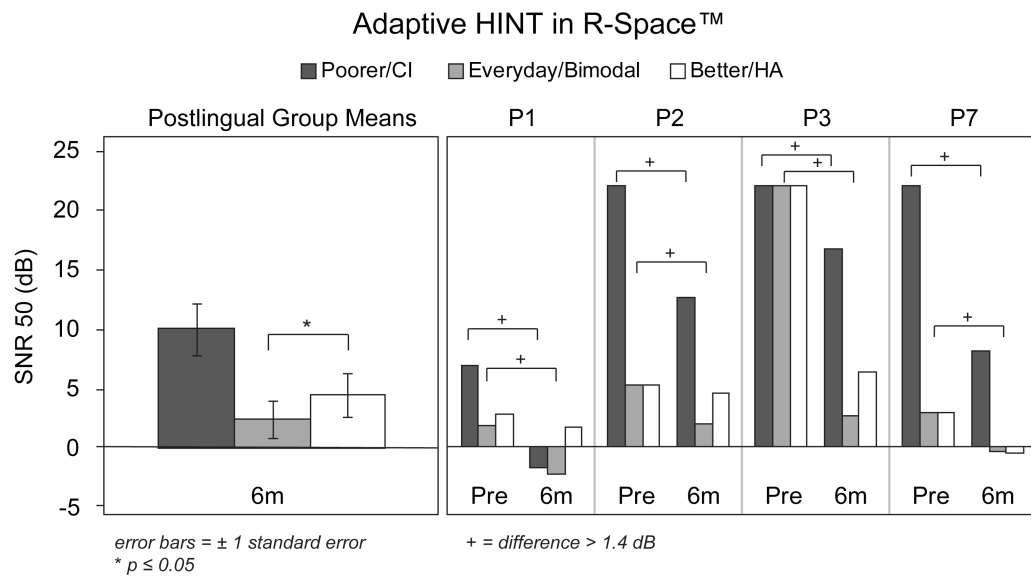 Adaptive HINT in R-Space™
Poorer/CI Everyday/Bimodal Better/HA
Postlingual Group Means P1 P2 P3 P7
SNR 50 (dB)
25
20
15
10
5
0
-5
*
+
+
+
+
+
+
+
+
6m Pre 6m Pre 6m Pre 6m Pre 6m
error bars = ± 1 standard error + = difference > 1.4 dB
* p ≤ 0.05